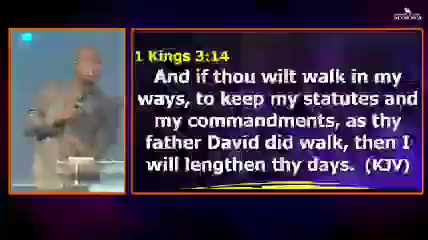 1 Kings 3:14
And if thou wilt walk in my
ways, to keep my statutes and
my commandments, as thy
father David did walk, then I
will lengthen thy days. (KJV)